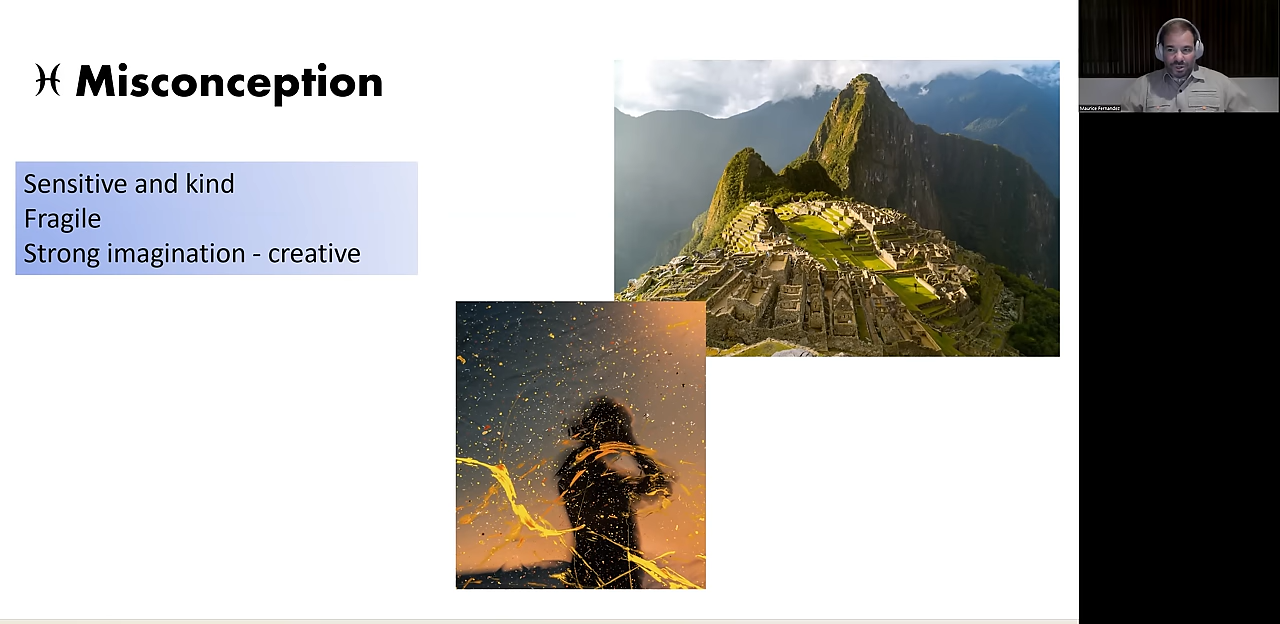 ♓ Misconception
Sensitive and kind
Fragile
Strong imagination - creative
Maurice Fernandez